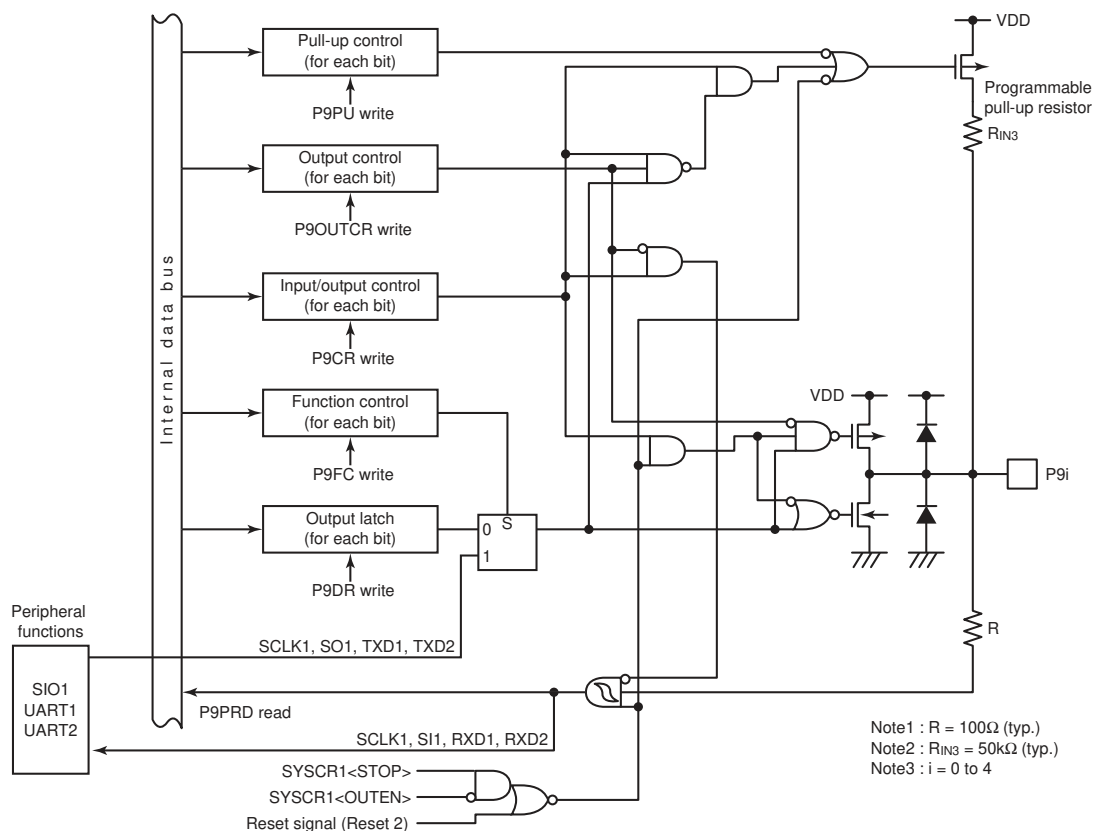 VDD
Pull-up control
(for each bit)
P9PU write
Programmable
pull-up resistor
RIN3
Output control
(for each bit)
P9OUTCR write
Internal data bus
Input/output control
(for each bit)
P9CR write
Function control
(for each bit)
P9FC write
VDD
P9i
Output latch
(for each bit)
P9DR write
0
S
1
Peripheral
functions
SCLK1, SO1, TXD1, TXD2
R
SIO1
UART1
UART2
P9PRD read
SCLK1, SI1, RXD1, RXD2
SYSCR1<STOP>
SYSCR1<OUTEN>
Reset signal (Reset 2)
Note1 : R = 100Ω (typ.)
Note2 : RIN3 = 50kΩ (typ.)
Note3 : i = 0 to 4